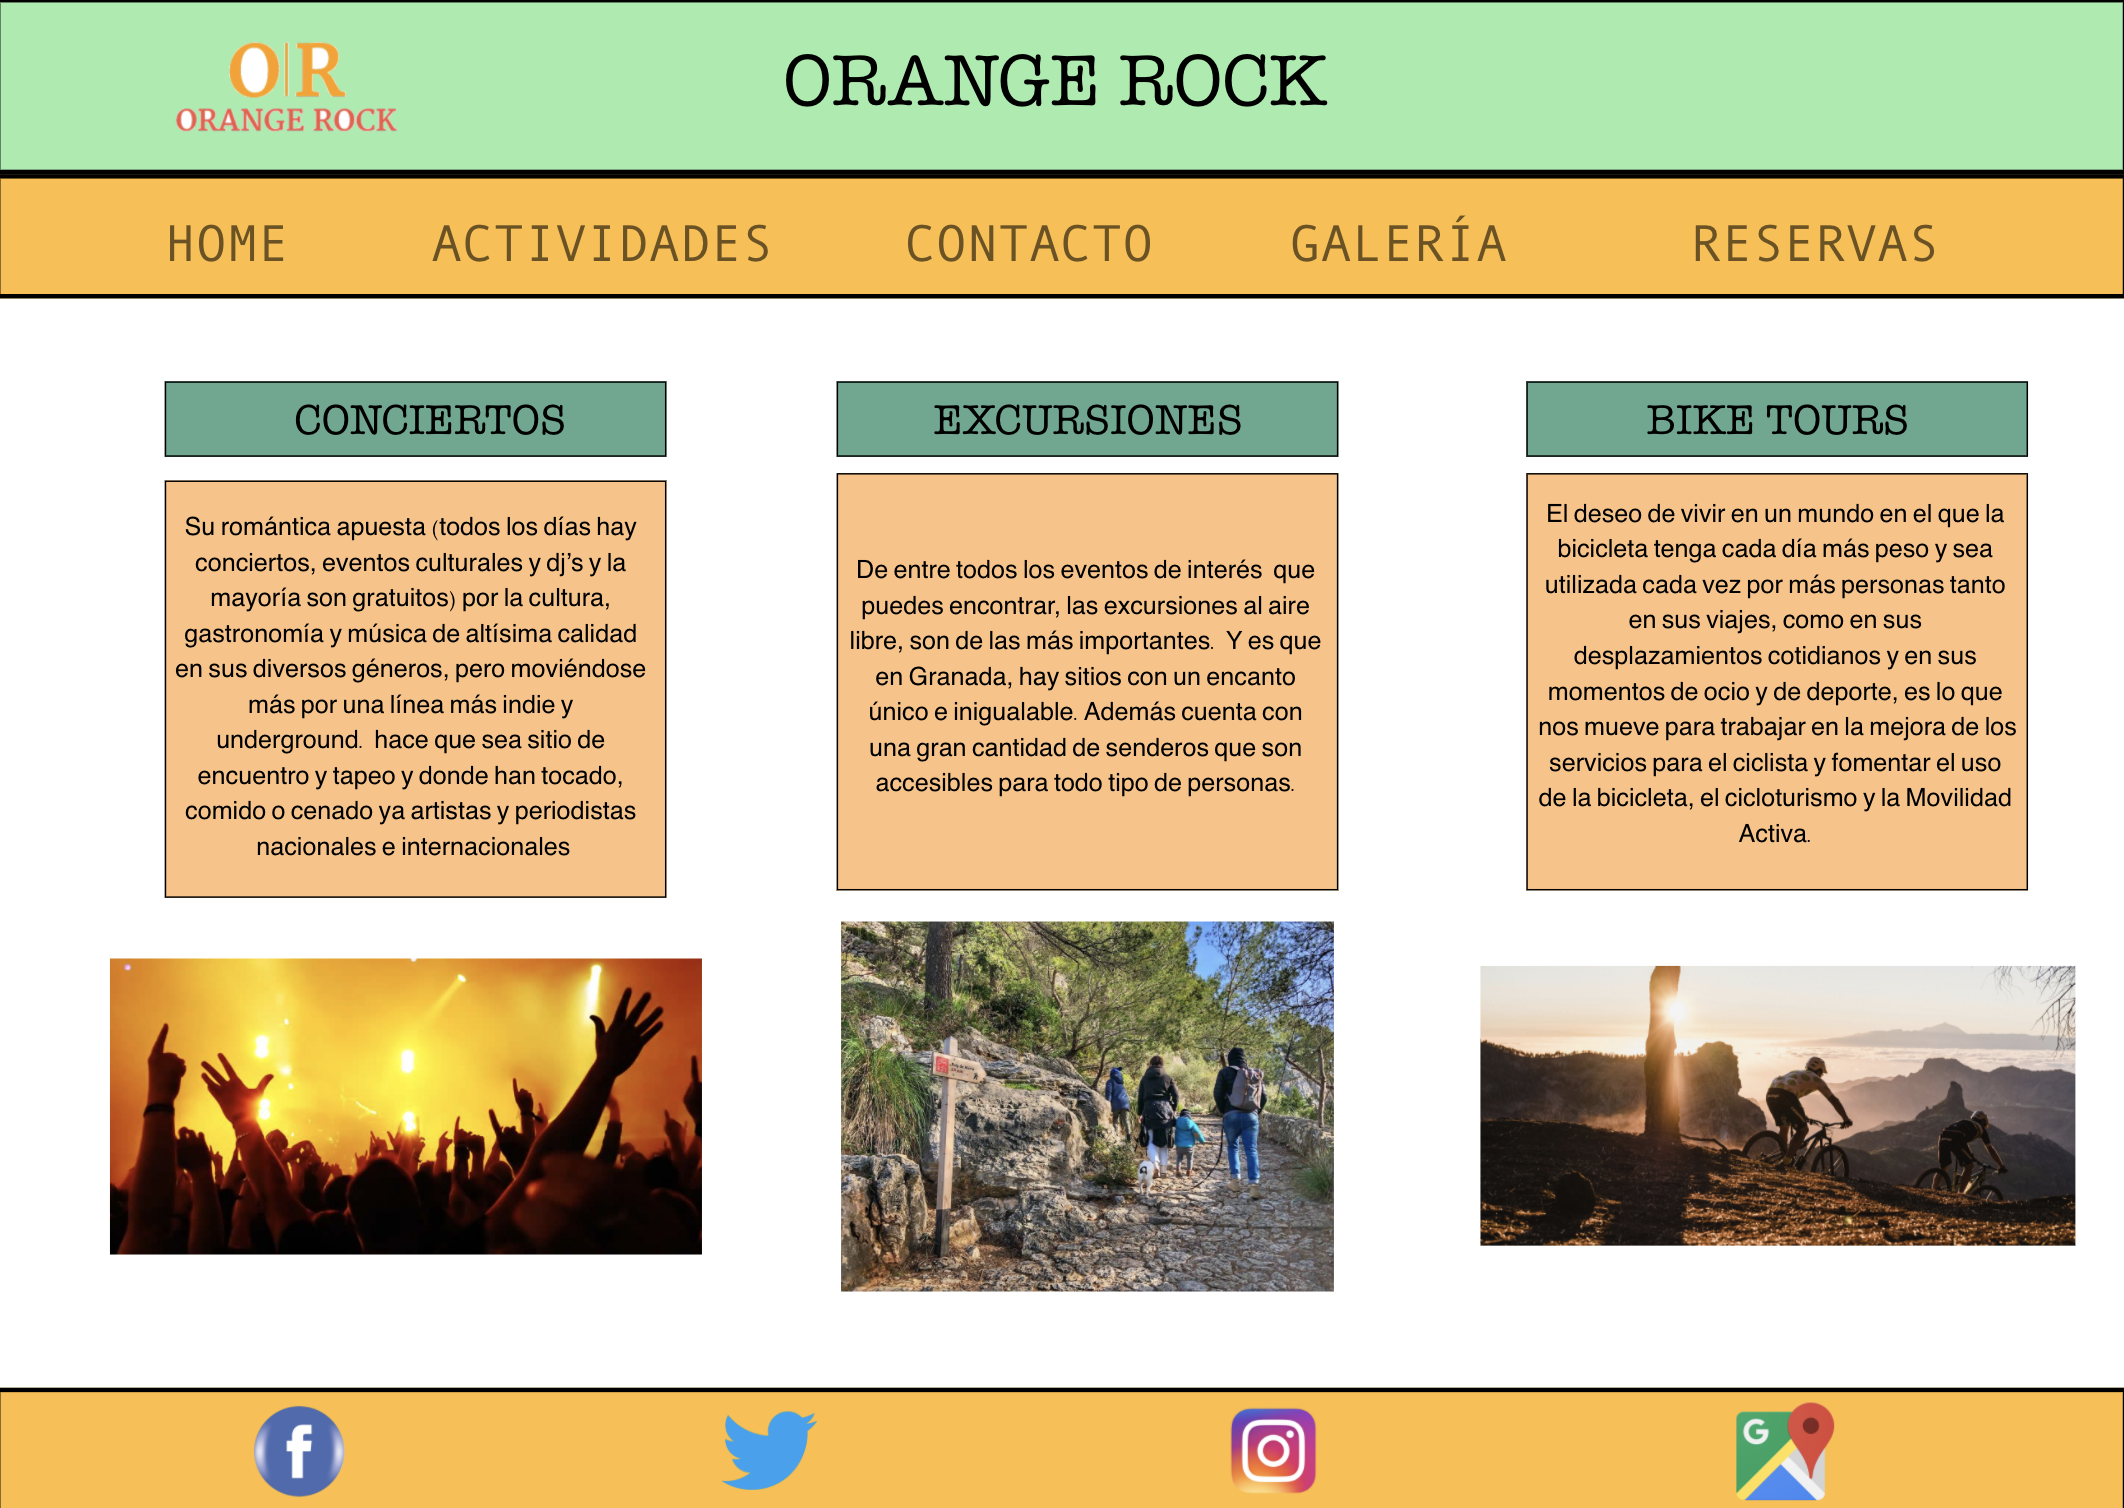 O|R
ORANGE ROCK
ORANGE ROCK
HOME
ACTIVIDADES
CONTACTO
GALERÍA
RESERVAS
CONCIERTOS
Su romántica apuesta (todos los días hay
conciertos, eventos culturales y dj’s y la
mayoría son gratuitos) por la cultura,
gastronomía y música de altísima calidad
en sus diversos géneros, pero moviéndose
más por una línea más indie y
underground.  hace que sea sitio de
encuentro y tapeo y donde han tocado,
comido o cenado ya artistas y periodistas
nacionales e internacionales
EXCURSIONES
De entre todos los eventos de interés  que
puedes encontrar, las excursiones al aire
libre, son de las más importantes.  Y es que
en Granada, hay sitios con un encanto
único e inigualable. Además cuenta con
una gran cantidad de senderos que son
accesibles para todo tipo de personas.
BIKE TOURS
El deseo de vivir en un mundo en el que la
bicicleta tenga cada día más peso y sea
utilizada cada vez por más personas tanto
en sus viajes, como en sus
desplazamientos cotidianos y en sus
momentos de ocio y de deporte, es lo que
nos mueve para trabajar en la mejora de los
servicios para el ciclista y fomentar el uso
de la bicicleta, el cicloturismo y la Movilidad
Activa.
f
G